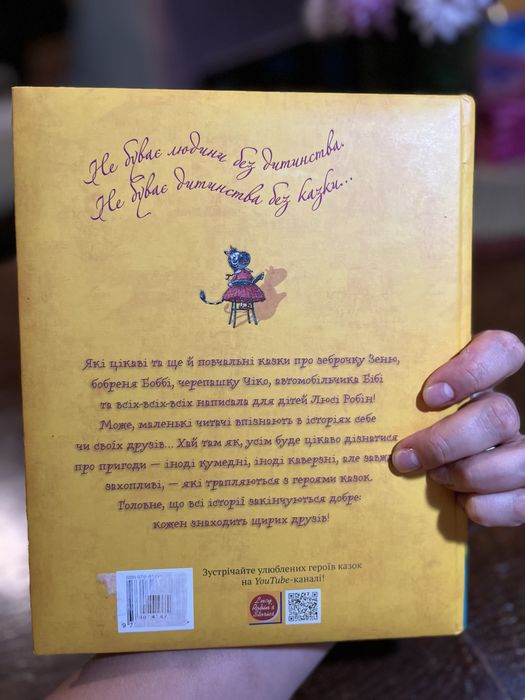 Не буває людини без дитинства.
Не буває дитинства без казки...
Які цікаві та ще й повчальні казки про зеброчку Зеню,
бобреня Боббі, черепашку Чіко, автомобільчика Бібі
та всіх-всіх-всіх написала для дітей Люсі Робін!
Може, маленькі читачі впізнають в історіях себе
чи своїх друзів... Хай там як, усім буде цікаво дізнатися
про пригоди — іноді кумедні, іноді каверзні, але завжди
захопливі, — які трапляються з героями казок.
Головне, що всі історії закінчуються добре:
кожен знаходить щирих друзів!
Зустрічайте улюблених героїв казок
на YouTube-каналі!
Lucy
Robin's
Stories